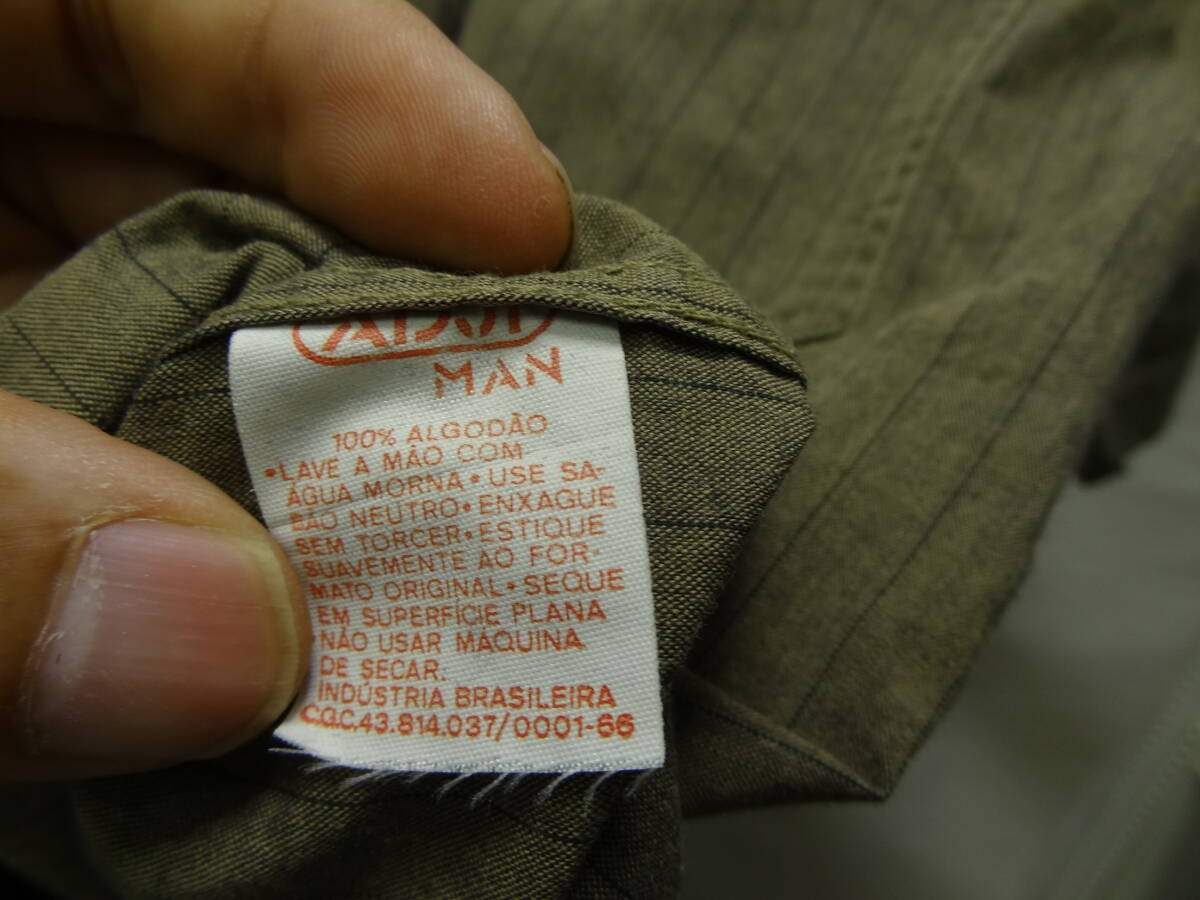 MAN
100% ALGODÃO
•LAVE A MÃO COM
ÁGUA MORNA•USE SA-
BÃO NEUTRO•ENXAGUE
SEM TORCER•ESTIQUE
SUAVEMENTE AO FOR-
MATO ORIGINAL•SEQUE
EM SUPERFÍCIE PLANA
•NÃO USAR MÁQUINA
DE SECAR.
INDÚSTRIA BRASILEIRA
C.G.C.43.814.037/0001-66